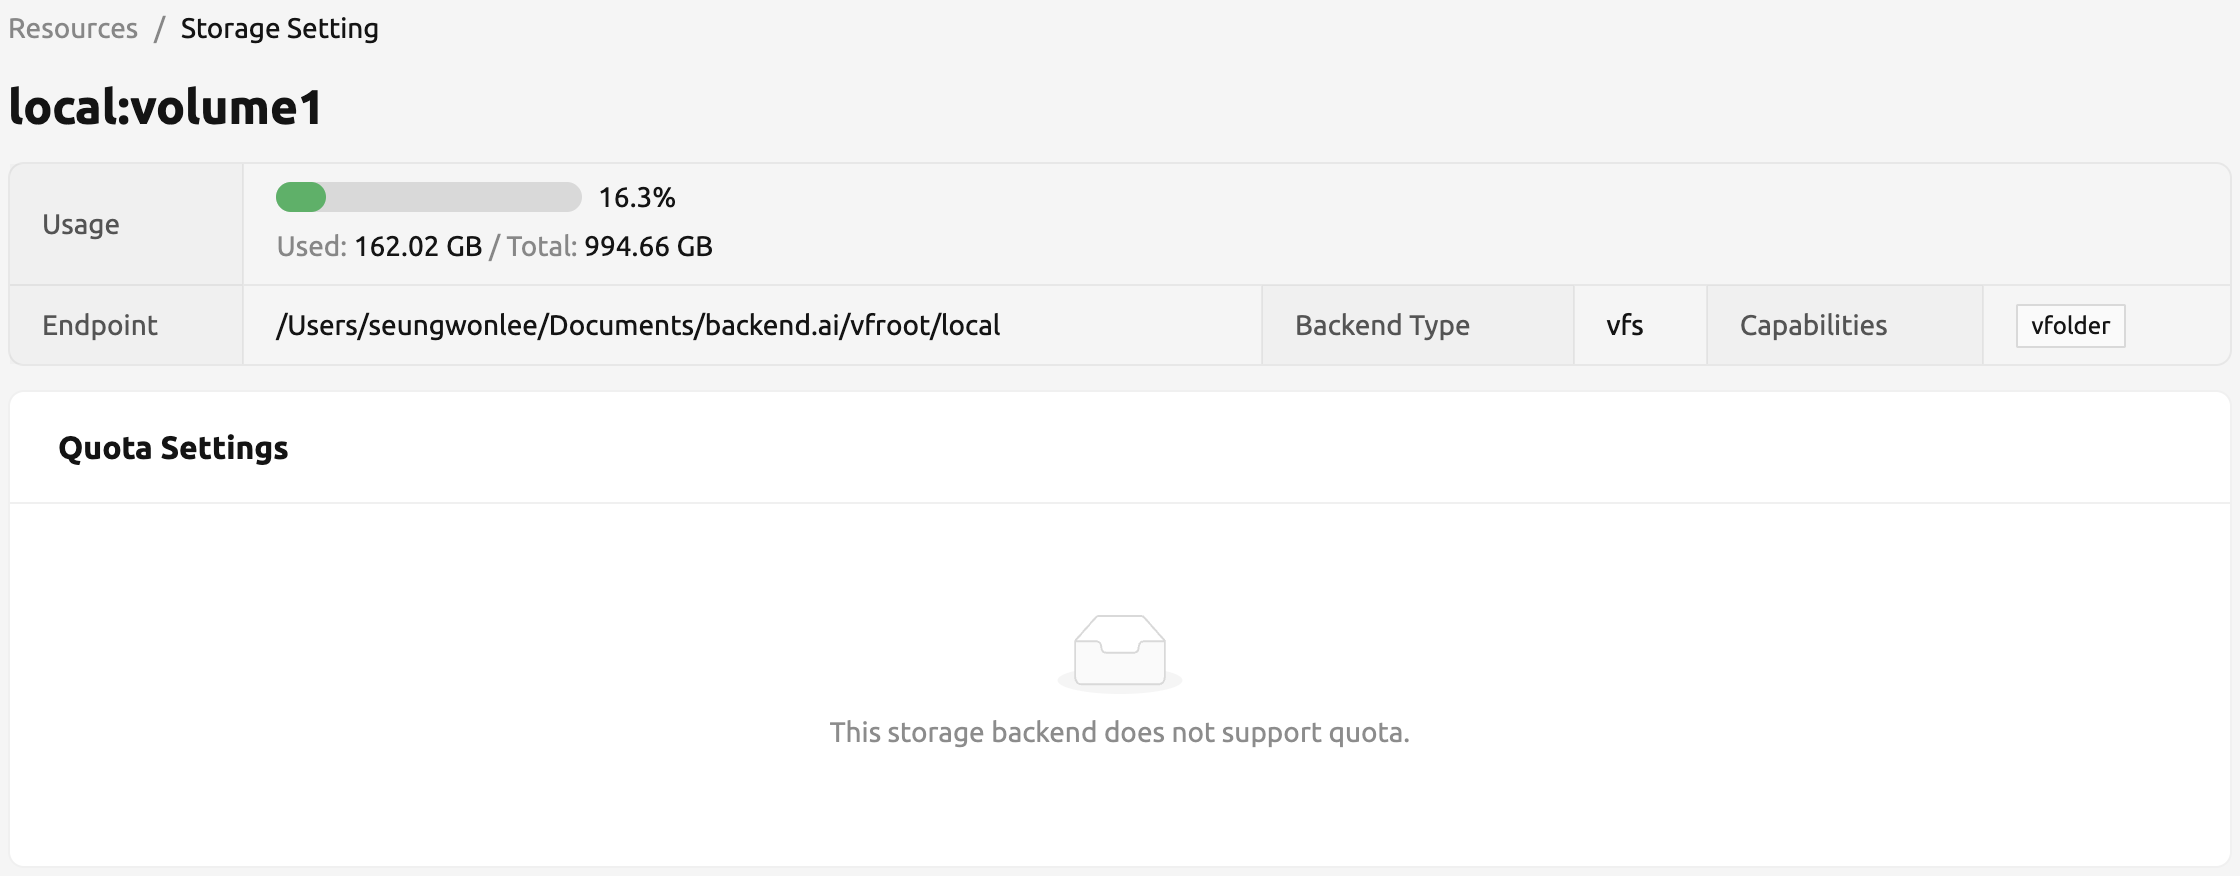 Resources / Storage Setting
local:volume1
Usage
16.3%
Used: 162.02 GB / Total: 994.66 GB
Endpoint
/Users/seungwonlee/Documents/backend.ai/vfroot/local
Backend Type
vfs
Capabilities
vfolder
Quota Settings
This storage backend does not support quota.